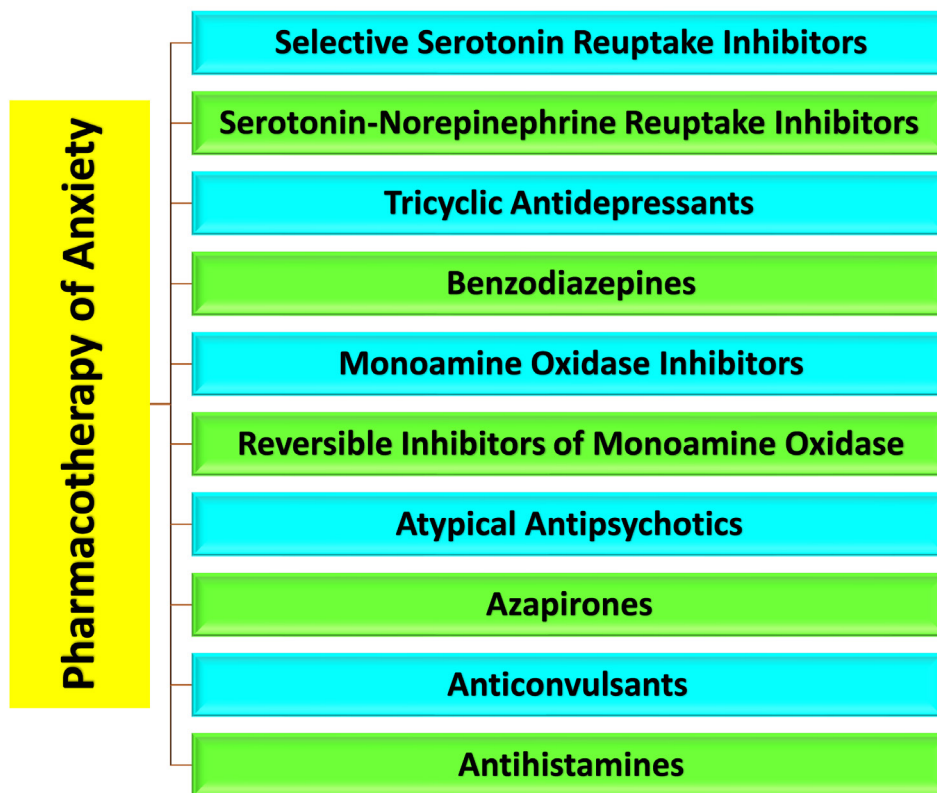 Pharmacotherapy of Anxiety
Selective Serotonin Reuptake Inhibitors
Serotonin-Norepinephrine Reuptake Inhibitors
Tricyclic Antidepressants
Benzodiazepines
Monoamine Oxidase Inhibitors
Reversible Inhibitors of Monoamine Oxidase
Atypical Antipsychotics
Azapirones
Anticonvulsants
Antihistamines